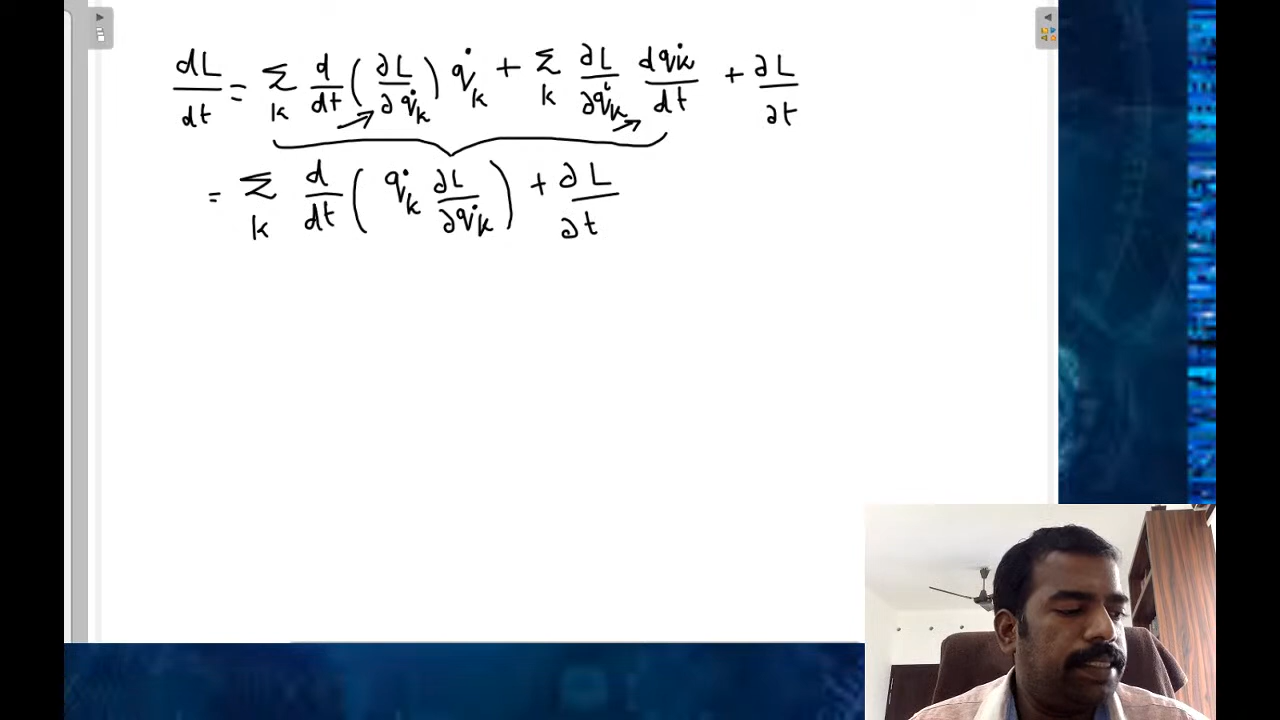 dL/dt = Σ_k d/dt (∂L/∂q̇_k) q̇_k + Σ_k ∂L/∂q̇_k dq̇_k/dt + ∂L/∂t
= Σ_k d/dt ( q̇_k ∂L/∂q̇_k ) + ∂L/∂t